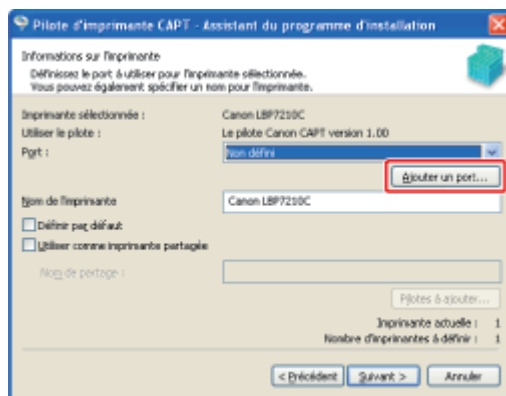 Pilote d'imprimante CAPT - Assistant du programme d'installation
Informations sur l'imprimante
Définissez le port à utiliser pour l'imprimante sélectionnée.
Vous pouvez également spécifier un nom pour l'imprimante.
Imprimante sélectionnée : Canon LBP7210C
Utiliser le pilote : Le pilote Canon CAPT version 1.00
Port : Non défini
Ajouter un port...
Nom de l'imprimante Canon LBP7210C
Définir par défaut
Utiliser comme imprimante partagée
Nom de partage :
Pilotes à ajouter...
Imprimante actuelle : 1
Nombre d'imprimantes à définir : 1
< Précédent Suivant > Annuler